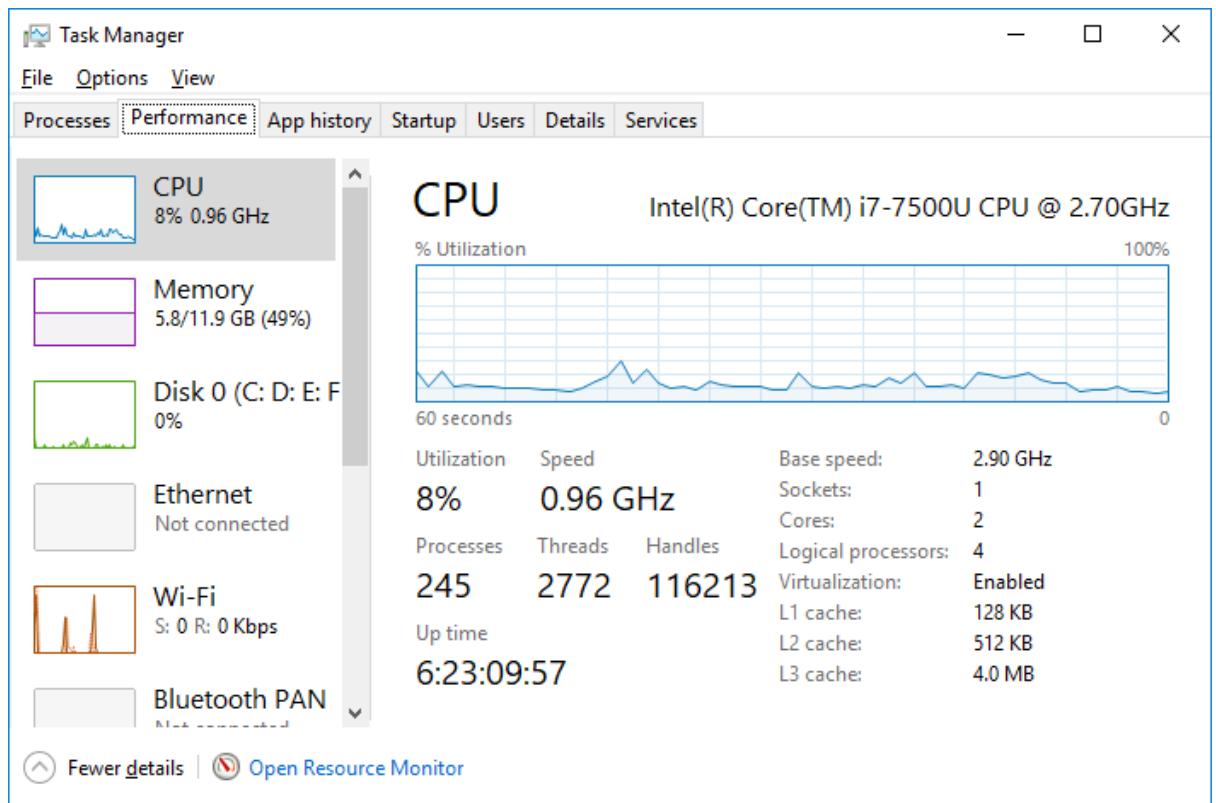 Task Manager
File Options View
Processes Performance App history Startup Users Details Services
CPU
8% 0.96 GHz
Memory
5.8/11.9 GB (49%)
Disk 0 (C: D: E: F
0%
Ethernet
Not connected
Wi-Fi
S: 0 R: 0 Kbps
Bluetooth PAN
Not connected
CPU Intel(R) Core(TM) i7-7500U CPU @ 2.70GHz
% Utilization 100%
60 seconds 0
Utilization Speed
8% 0.96 GHz
Processes Threads Handles
245 2772 116213
Up time
6:23:09:57
Base speed: 2.90 GHz
Sockets: 1
Cores: 2
Logical processors: 4
Virtualization: Enabled
L1 cache: 128 KB
L2 cache: 512 KB
L3 cache: 4.0 MB
Fewer details Open Resource Monitor